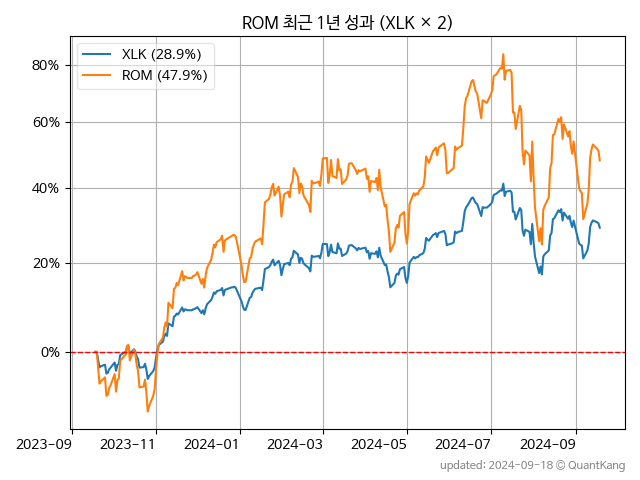 ROM 최근 1년 성과 (XLK × 2)
XLK (28.9%)
ROM (47.9%)
80%
60%
40%
20%
0%
2023-09 2023-11 2024-01 2024-03 2024-05 2024-07 2024-09
updated: 2024-09-18 © QuantKang